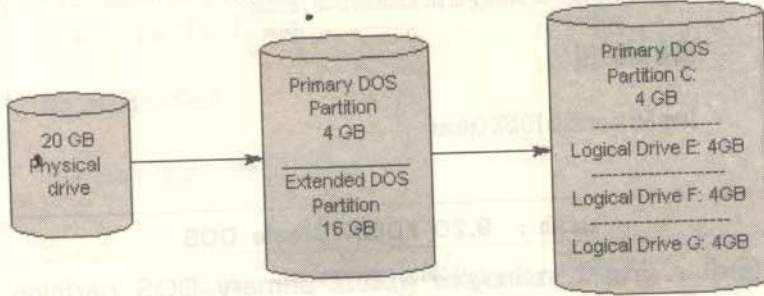 20 GB
Physical
drive
Primary DOS
Partition
4 GB
Extended DOS
Partition
16 GB
Primary DOS
Partition C:
4 GB
Logical Drive E: 4GB
Logical Drive F: 4GB
Logical Drive G: 4GB